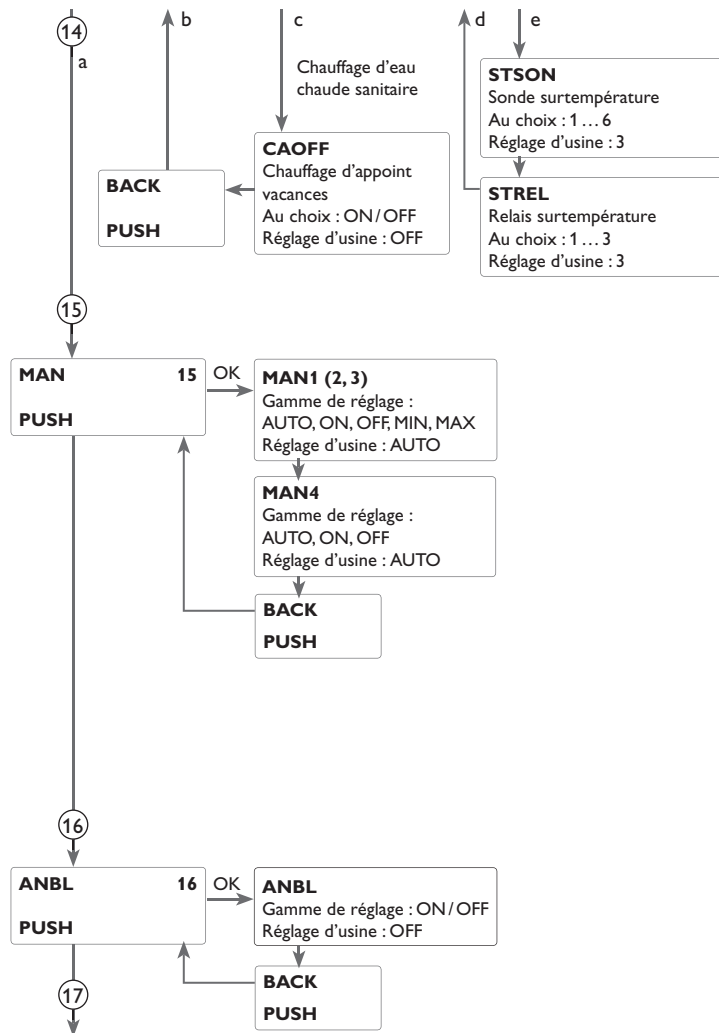 14
a
b
c
d
e
Chauffage d'eau
chaude sanitaire
STSON
Sonde surtempérature
Au choix : 1 … 6
Réglage d'usine : 3
BACK
PUSH
CAOFF
Chauffage d'appoint
vacances
Au choix : ON / OFF
Réglage d'usine : OFF
STREL
Relais surtempérature
Au choix : 1 … 3
Réglage d'usine : 3
15
MAN 15
PUSH
OK
MAN1 (2, 3)
Gamme de réglage :
AUTO, ON, OFF, MIN, MAX
Réglage d'usine : AUTO
MAN4
Gamme de réglage :
AUTO, ON, OFF
Réglage d'usine : AUTO
BACK
PUSH
16
ANBL 16
PUSH
OK
ANBL
Gamme de réglage : ON / OFF
Réglage d'usine : OFF
BACK
PUSH
17